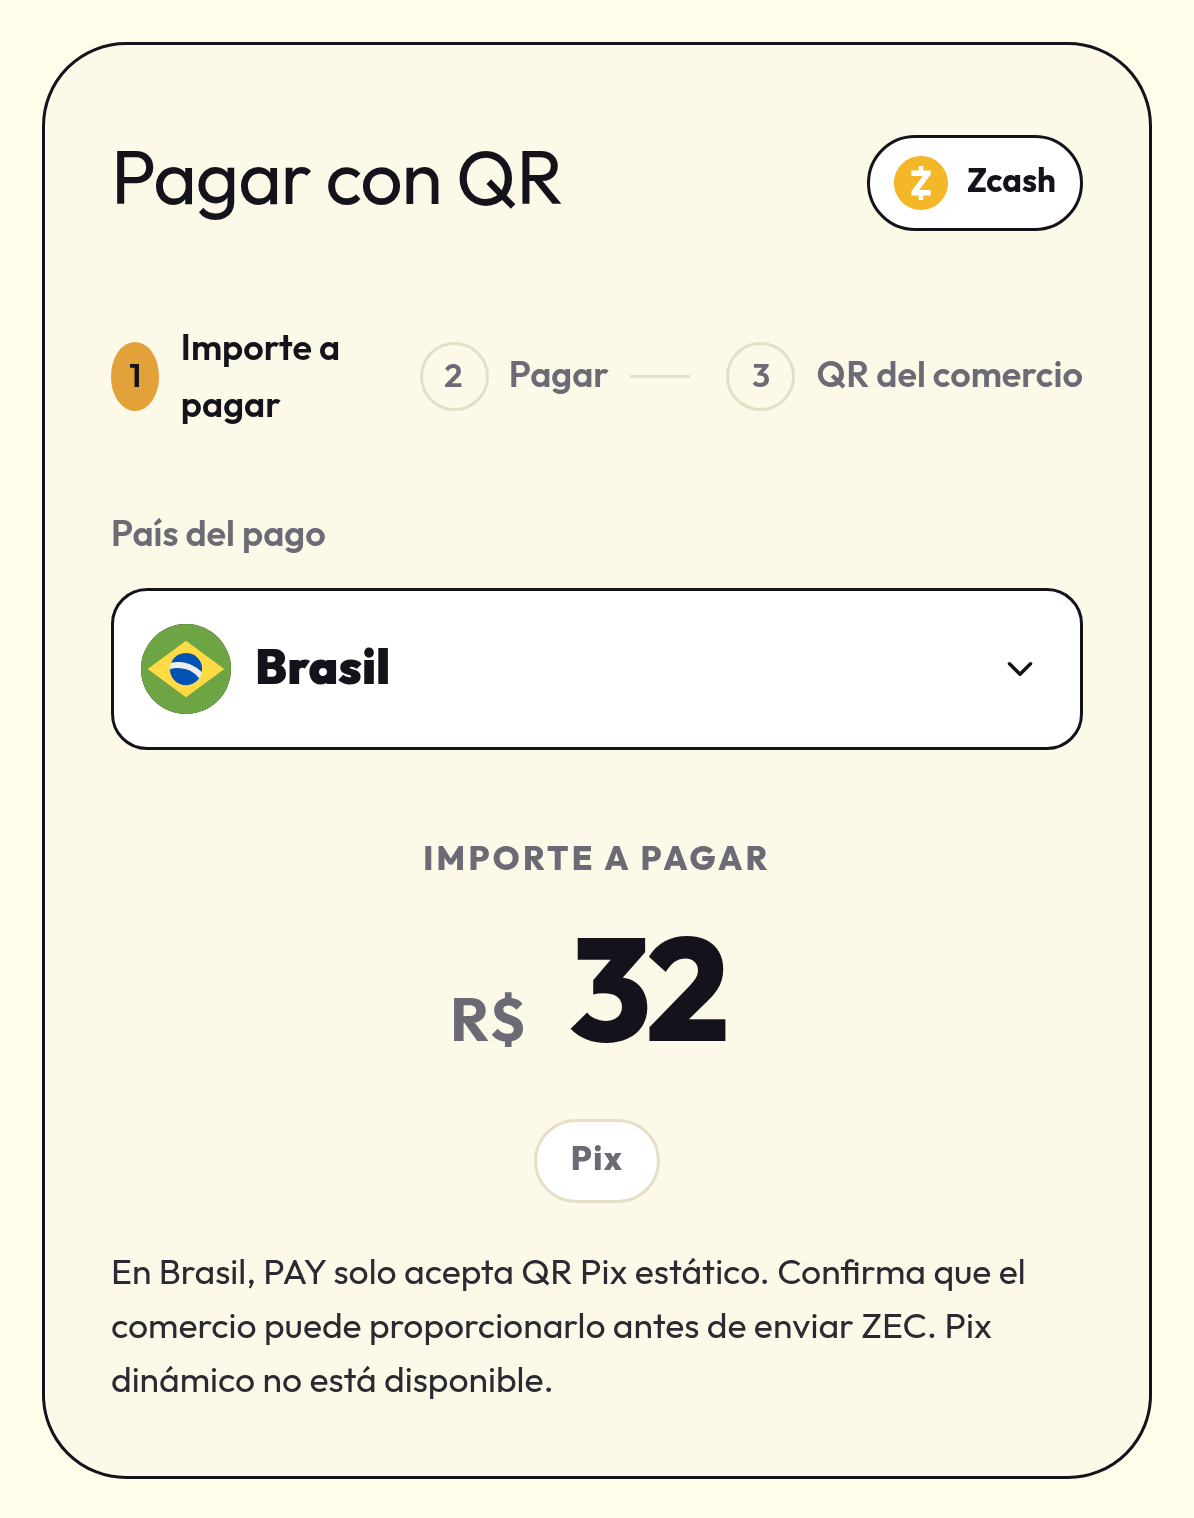 Pagar con QR
Zcash
1
Importe a
pagar
2
Pagar
3
QR del comercio
País del pago
Brasil
IMPORTE A PAGAR
R$ 32
Pix
En Brasil, PAY solo acepta QR Pix estático. Confirma que el
comercio puede proporcionarlo antes de enviar ZEC. Pix
dinámico no está disponible.